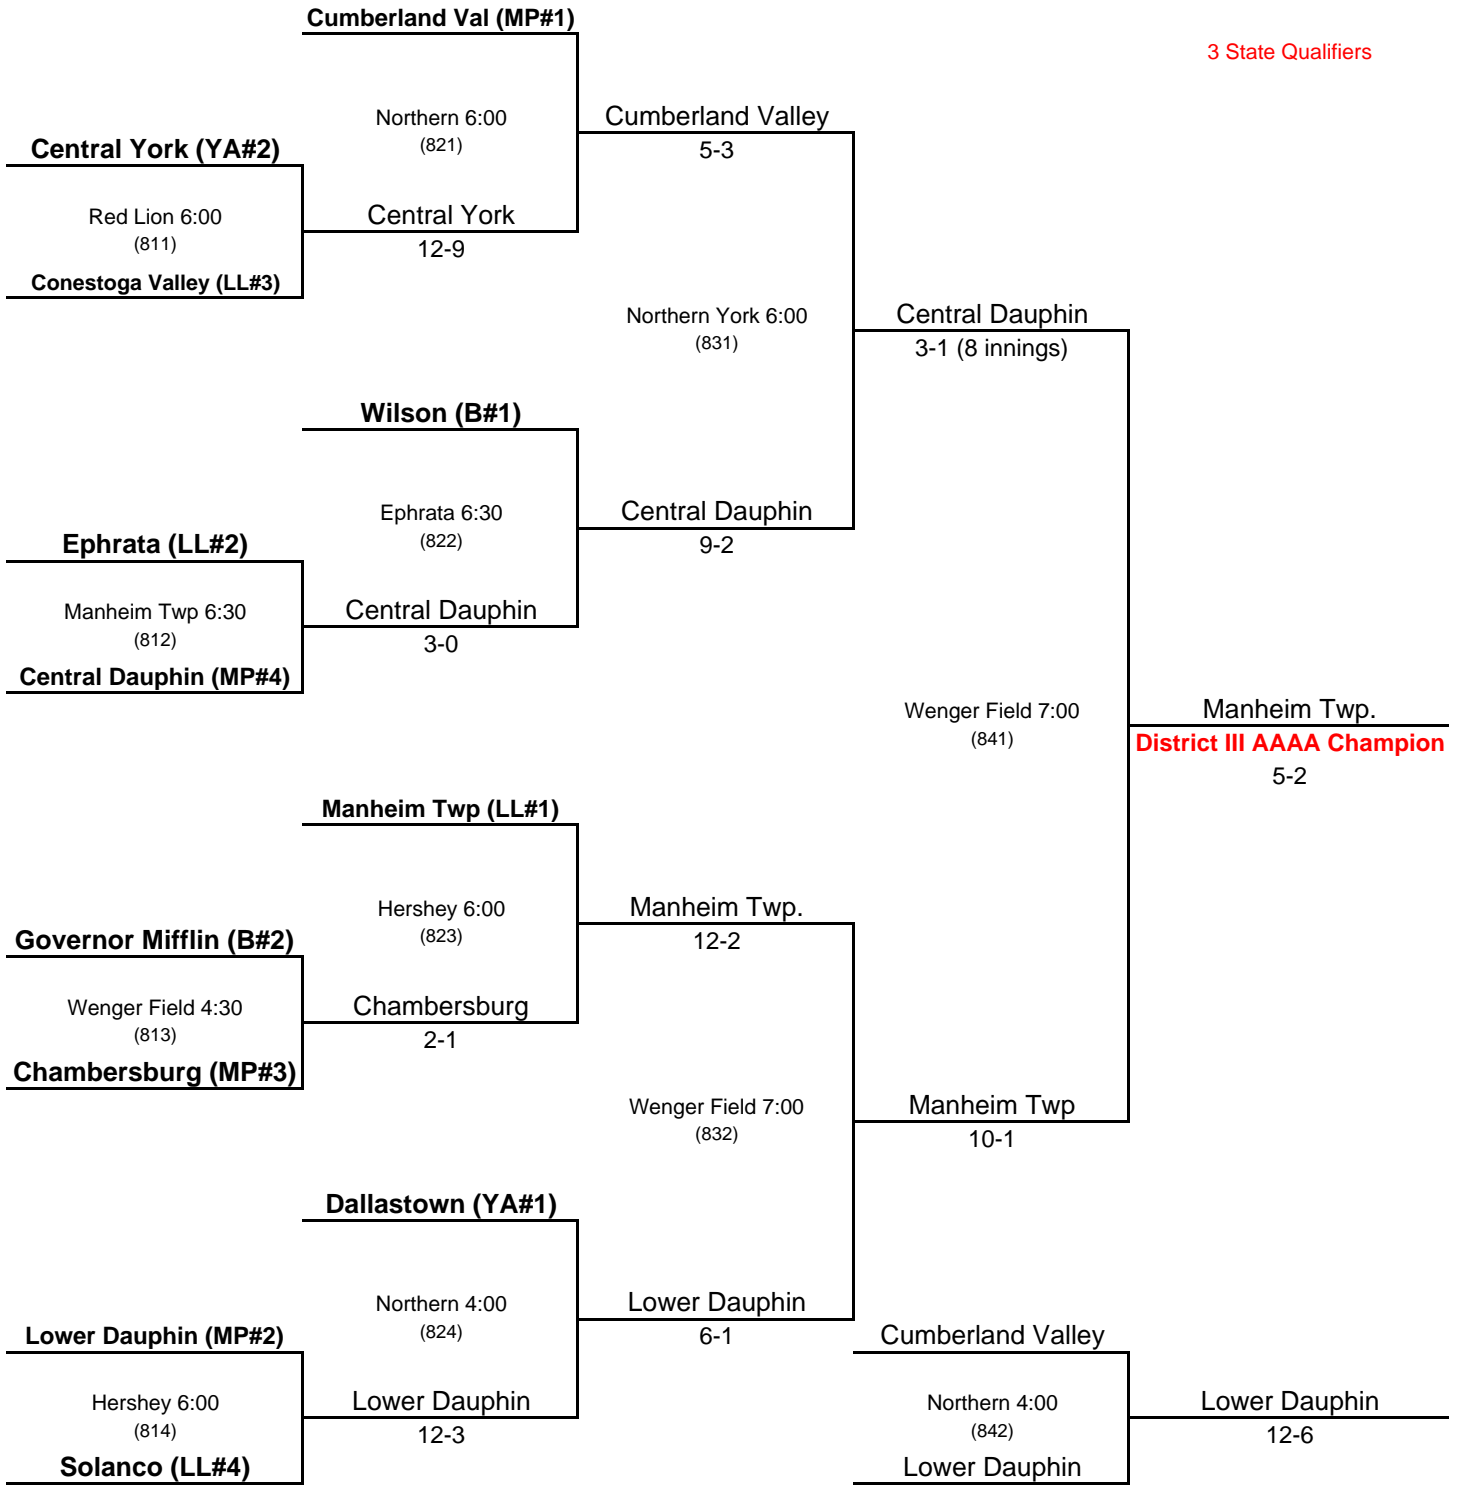 Cumberland Val (MP#1)
3 State Qualifiers
Northern 6:00
(821)
Cumberland Valley
5-3
Central York (YA#2)
Red Lion 6:00
(811)
Central York
12-9
Conestoga Valley (LL#3)
Northern York 6:00
(831)
Central Dauphin
3-1 (8 innings)
Wilson (B#1)
Ephrata 6:30
(822)
Central Dauphin
9-2
Ephrata (LL#2)
Manheim Twp 6:30
(812)
Central Dauphin
3-0
Central Dauphin (MP#4)
Wenger Field 7:00
(841)
Manheim Twp.
District III AAAA Champion
5-2
Manheim Twp (LL#1)
Hershey 6:00
(823)
Manheim Twp.
12-2
Governor Mifflin (B#2)
Wenger Field 4:30
(813)
Chambersburg
2-1
Chambersburg (MP#3)
Wenger Field 7:00
(832)
Manheim Twp
10-1
Dallastown (YA#1)
Northern 4:00
(824)
Lower Dauphin
6-1
Lower Dauphin (MP#2)
Hershey 6:00
(814)
Lower Dauphin
12-3
Solanco (LL#4)
Cumberland Valley
Northern 4:00
(842)
Lower Dauphin
Lower Dauphin
12-6